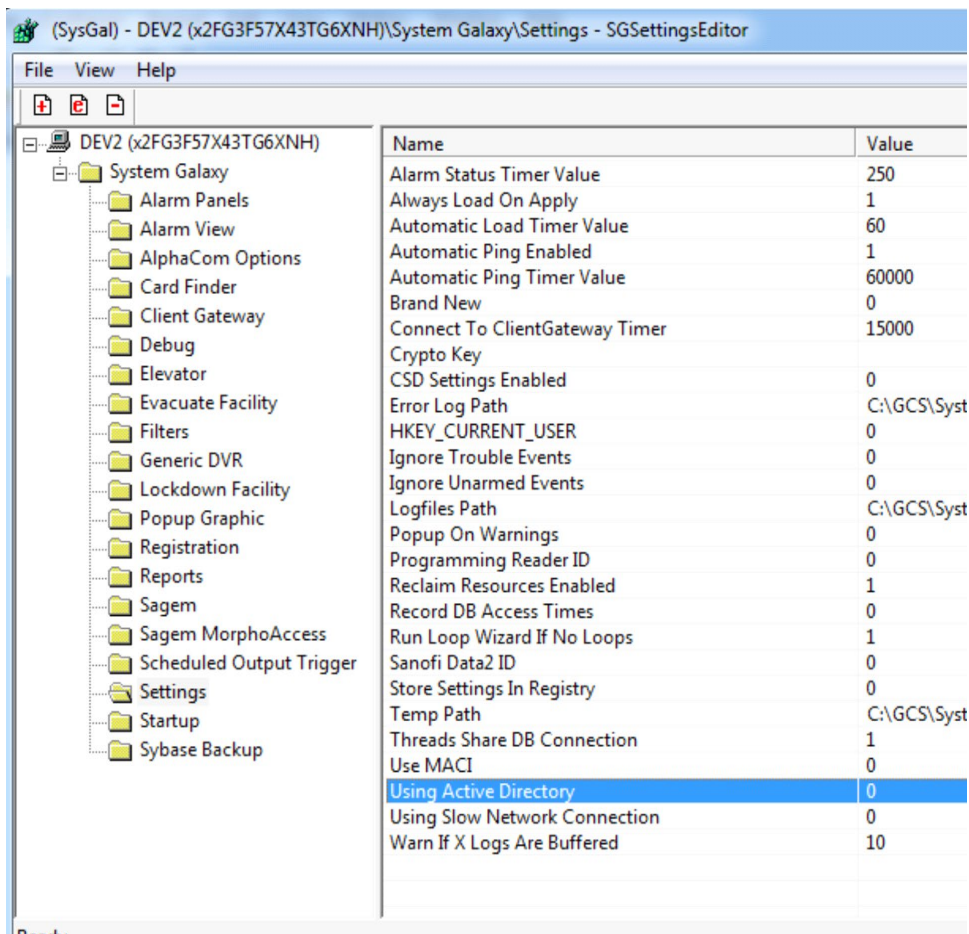 (SysGal) - DEV2 (x2FG3F57X43TG6XNH)\System Galaxy\Settings - SGSettingsEditor
File View Help
DEV2 (x2FG3F57X43TG6XNH)
System Galaxy
Alarm Panels
Alarm View
AlphaCom Options
Card Finder
Client Gateway
Debug
Elevator
Evacuate Facility
Filters
Generic DVR
Lockdown Facility
Popup Graphic
Registration
Reports
Sagem
Sagem MorphoAccess
Scheduled Output Trigger
Settings
Startup
Sybase Backup
Name Value
Alarm Status Timer Value 250
Always Load On Apply 1
Automatic Load Timer Value 60
Automatic Ping Enabled 1
Automatic Ping Timer Value 60000
Brand New 0
Connect To ClientGateway Timer 15000
Crypto Key
CSD Settings Enabled 0
Error Log Path C:\GCS\Syst
HKEY_CURRENT_USER 0
Ignore Trouble Events 0
Ignore Unarmed Events 0
Logfiles Path C:\GCS\Syst
Popup On Warnings 0
Programming Reader ID 0
Reclaim Resources Enabled 1
Record DB Access Times 0
Run Loop Wizard If No Loops 1
Sanofi Data2 ID 0
Store Settings In Registry 0
Temp Path C:\GCS\Syst
Threads Share DB Connection 1
Use MACI 0
Using Active Directory 0
Using Slow Network Connection 0
Warn If X Logs Are Buffered 10